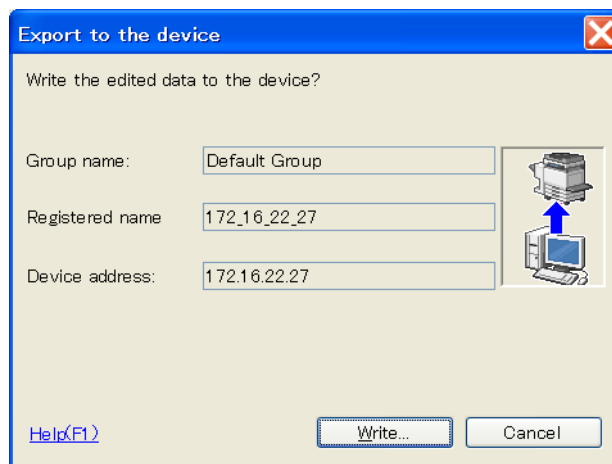 Export to the device
Write the edited data to the device?
Group name: Default Group
Registered name 172_16_22_27
Device address: 172.16.22.27
Help(F1) Write... Cancel